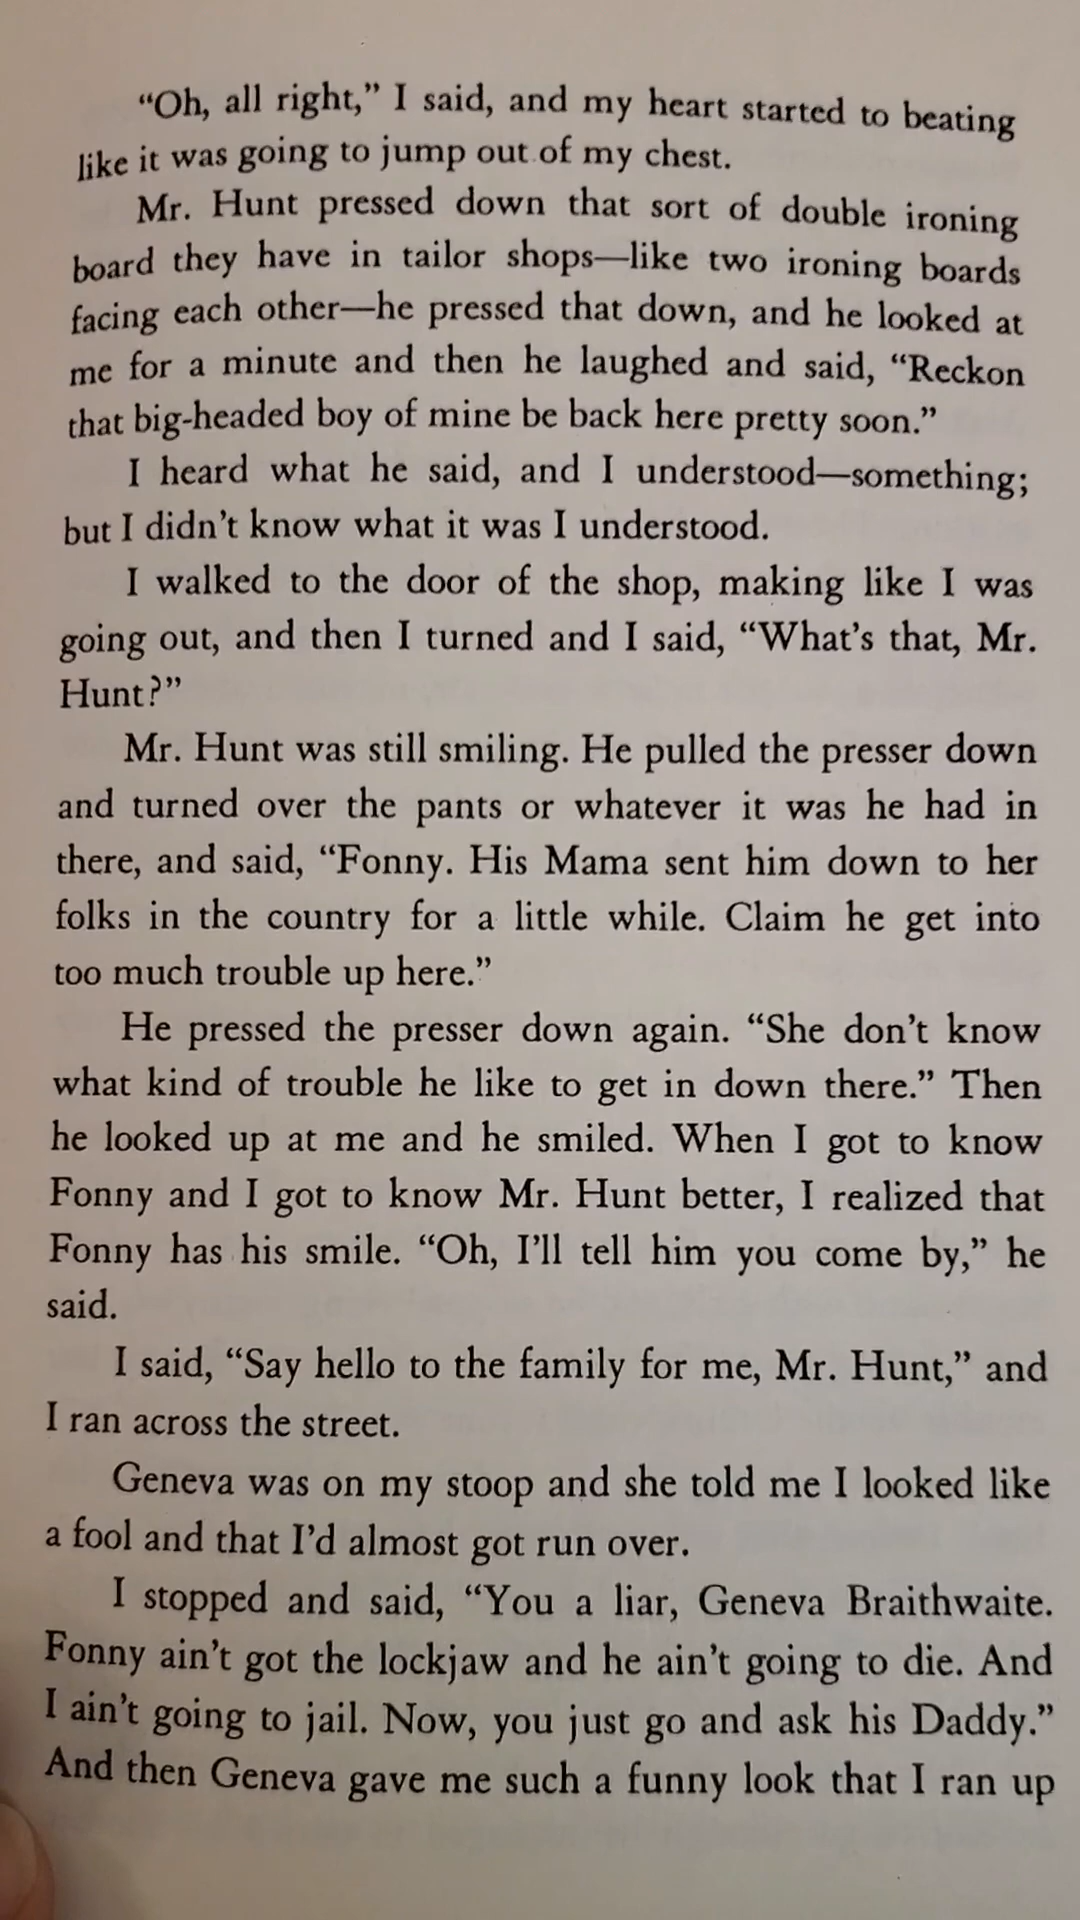 “Oh, all right,” I said, and my heart started to beating
like it was going to jump out of my chest.
Mr. Hunt pressed down that sort of double ironing
board they have in tailor shops—like two ironing boards
facing each other—he pressed that down, and he looked at
me for a minute and then he laughed and said, “Reckon
that big-headed boy of mine be back here pretty soon.”
I heard what he said, and I understood—something;
but I didn’t know what it was I understood.
I walked to the door of the shop, making like I was
going out, and then I turned and I said, “What’s that, Mr.
Hunt?”
Mr. Hunt was still smiling. He pulled the presser down
and turned over the pants or whatever it was he had in
there, and said, “Fonny. His Mama sent him down to her
folks in the country for a little while. Claim he get into
too much trouble up here.”
He pressed the presser down again. “She don’t know
what kind of trouble he like to get in down there.” Then
he looked up at me and he smiled. When I got to know
Fonny and I got to know Mr. Hunt better, I realized that
Fonny has his smile. “Oh, I’ll tell him you come by,” he
said.
I said, “Say hello to the family for me, Mr. Hunt,” and
I ran across the street.
Geneva was on my stoop and she told me I looked like
a fool and that I’d almost got run over.
I stopped and said, “You a liar, Geneva Braithwaite.
Fonny ain’t got the lockjaw and he ain’t going to die. And
I ain’t going to jail. Now, you just go and ask his Daddy.”
And then Geneva gave me such a funny look that I ran up